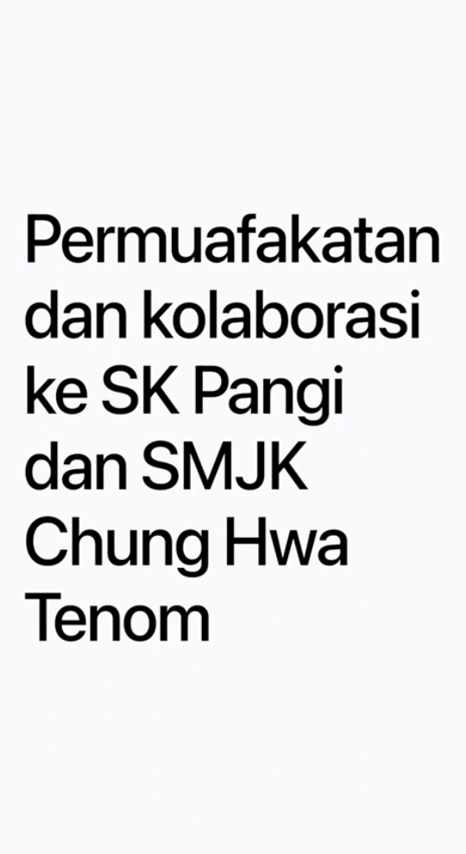 Permuafakatan
dan kolaborasi
ke SK Pangi
dan SMJK
Chung Hwa
Tenom